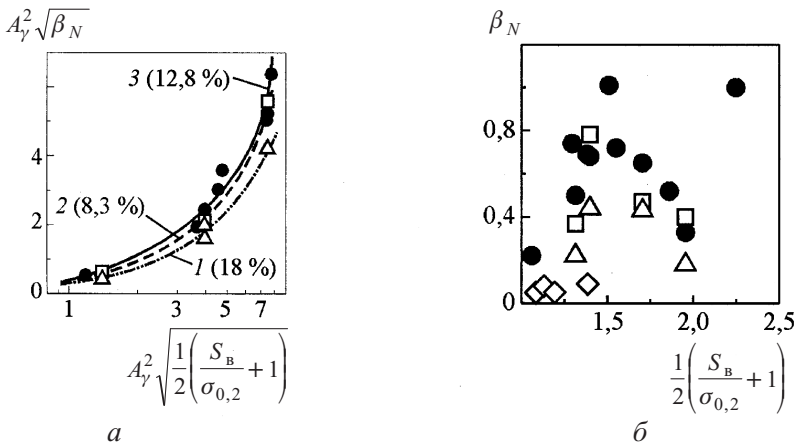 A_γ^2 √β_N
3 (12,8 %)
4
2 (8,3 %)
2
1 (18 %)
0
1 3 5 7
A_γ^2 √(1/2 (S_в/σ_0,2 + 1))
а
β_N
0,8
0,4
0
1,5 2,0 2,5
1/2 (S_в/σ_0,2 + 1)
б